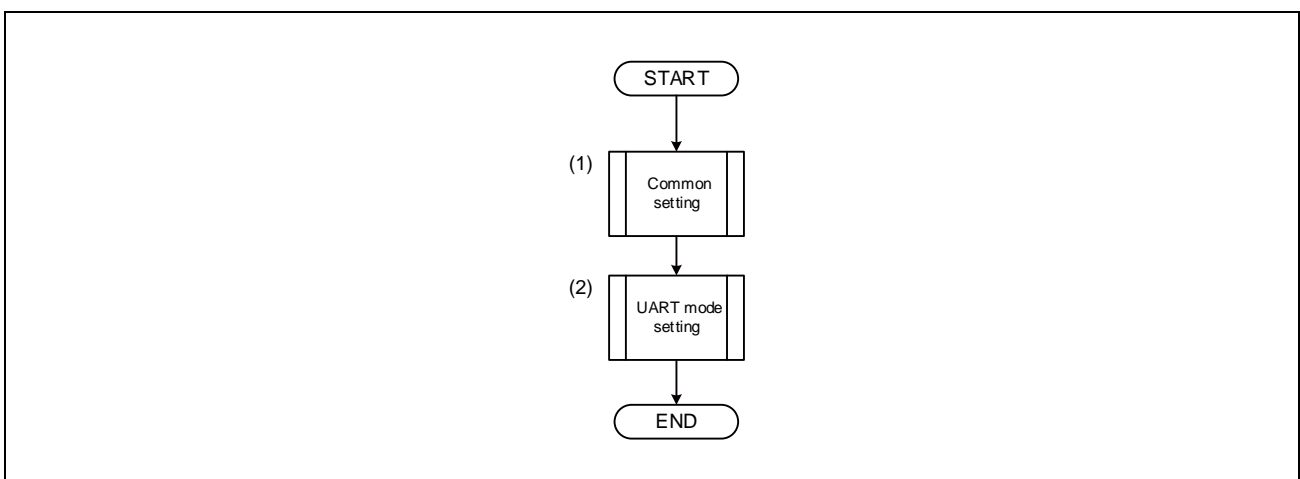 START
(1)
Common
setting
(2)
UART mode
setting
END